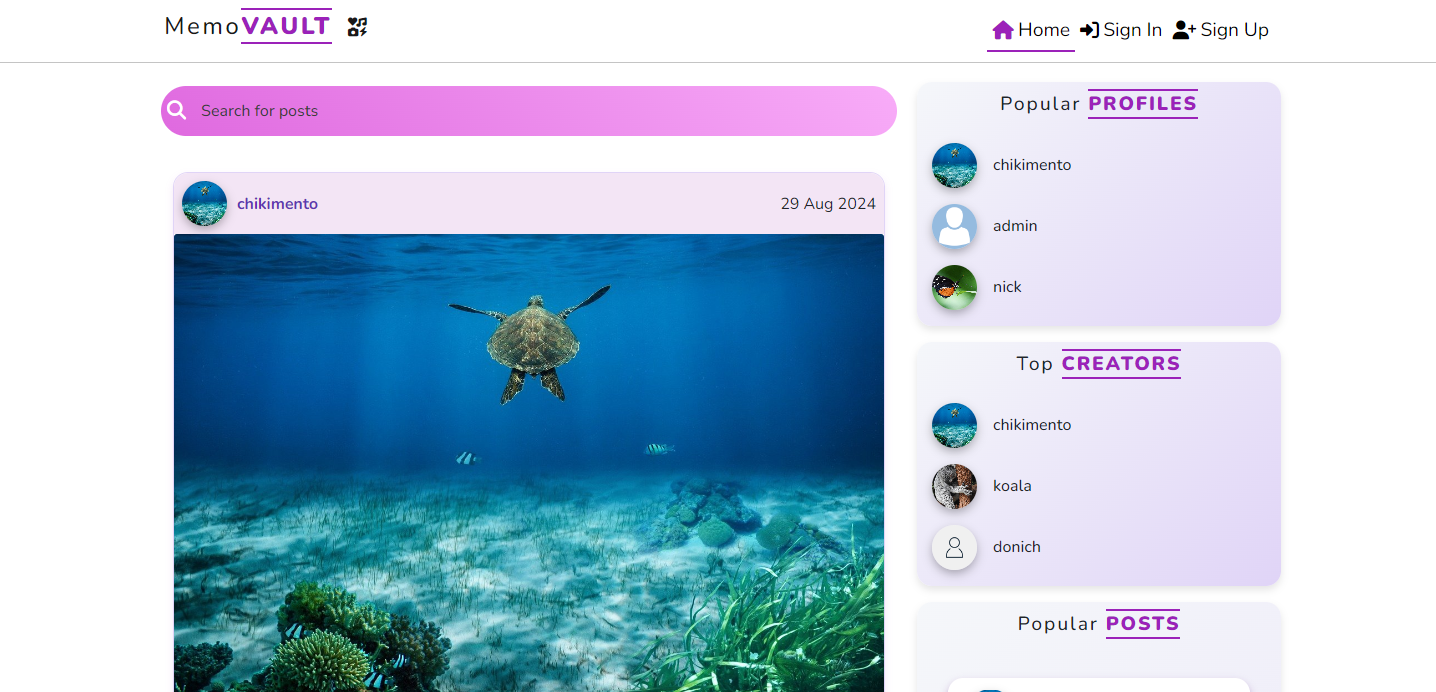 MemoVAULT
Home
Sign In
Sign Up
Search for posts
chikimento
29 Aug 2024
Popular PROFILES
chikimento
admin
nick
Top CREATORS
chikimento
koala
donich
Popular POSTS